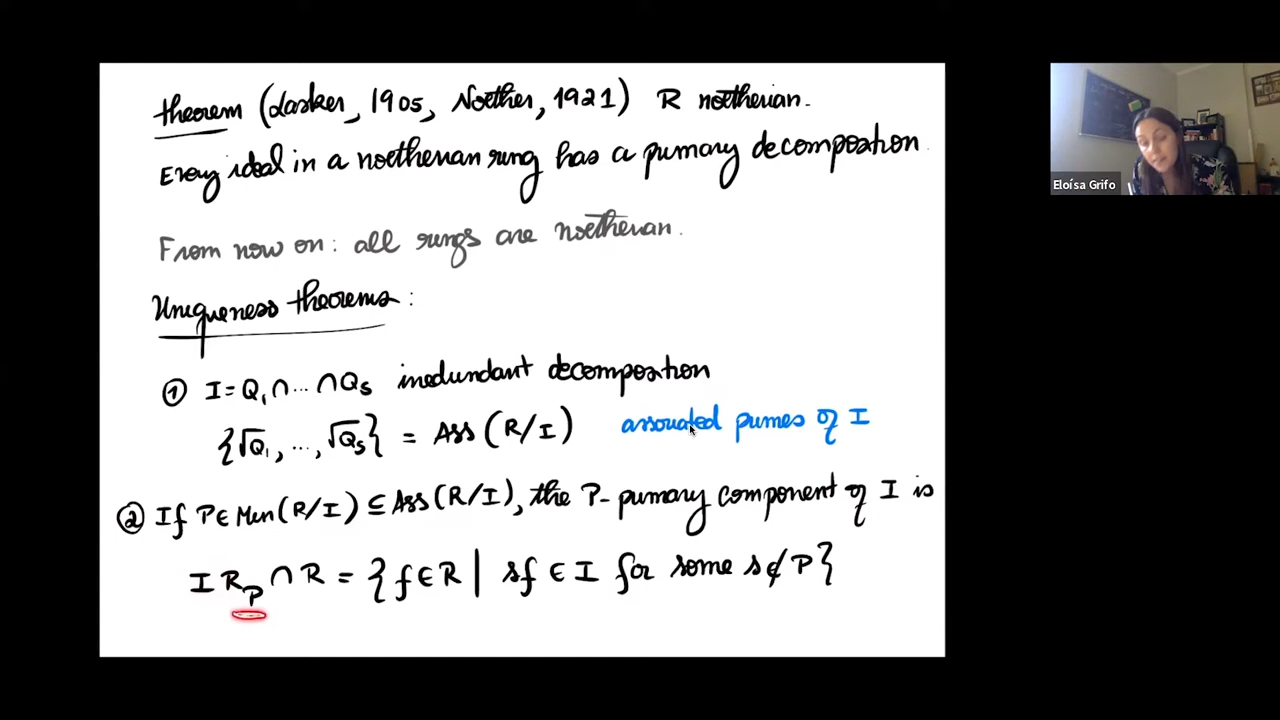 theorem (Lasker, 1905, Noether, 1921) R noetherian.
Every ideal in a noetherian ring has a primary decomposition.
From now on: all rings are noetherian.
Uniqueness theorems:
① I = Q₁ ∩ ... ∩ Qₛ irredundant decomposition
{√Q₁, ..., √Qₛ} = Ass (R/I) associated primes of I
② If P ∈ Min (R/I) ⊆ Ass (R/I), the P-primary component of I is
I R_P ∩ R = {f ∈ R | sf ∈ I for some s ∉ P}
Eloísa Grifo